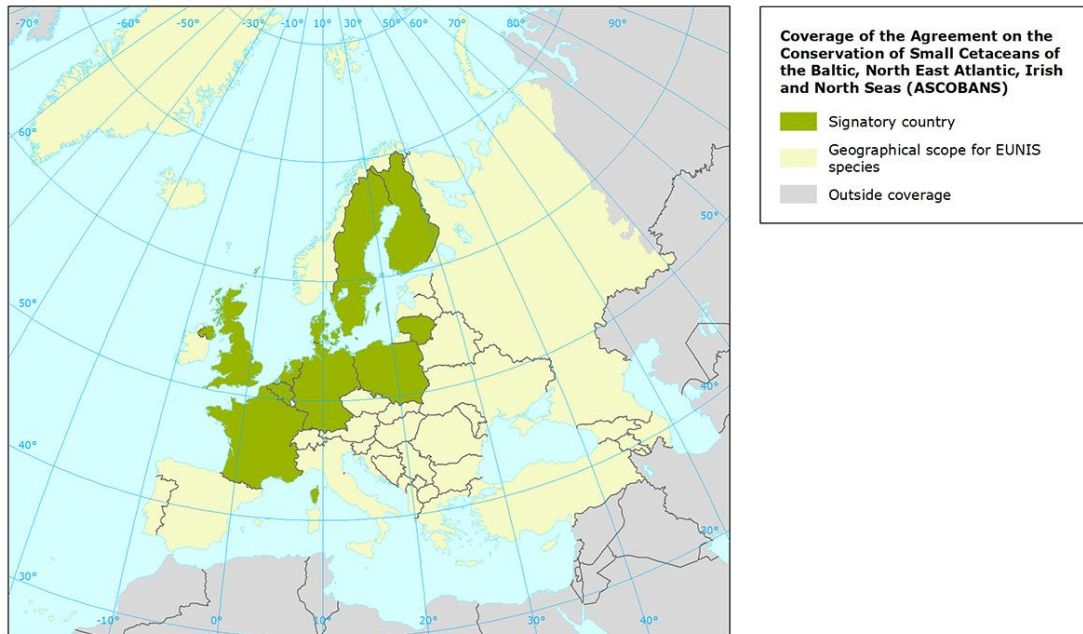 -70° -60° -50° -30° -10° 10° 30° 50° 60° 70° 80° 90°
60°
50°
50°
40°
40°
30°
30°
-10° 0° 10° 20° 40°
Coverage of the Agreement on the
Conservation of Small Cetaceans of
the Baltic, North East Atlantic, Irish
and North Seas (ASCOBANS)
Signatory country
Geographical scope for EUNIS
species
Outside coverage